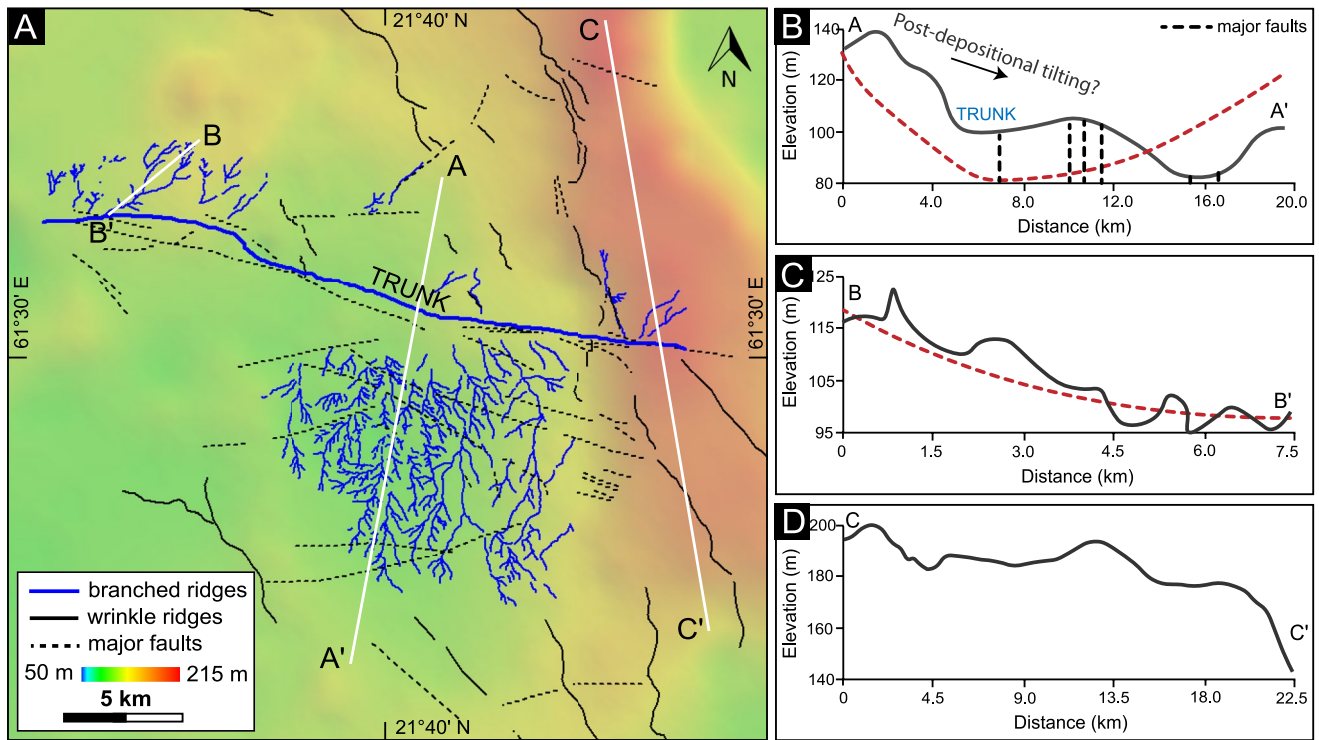 A
21°40' N
C
N
B
A
B'
TRUNK
61°30' E
61°30' E
branched ridges
wrinkle ridges
major faults
50 m
215 m
5 km
A'
C'
21°40' N
B
A
Post-depositional tilting?
major faults
TRUNK
A'
Elevation (m)
140
120
100
80
0
4.0
8.0
12.0
16.0
20.0
Distance (km)
C
B
B'
Elevation (m)
125
115
105
95
0
1.5
3.0
4.5
6.0
7.5
Distance (km)
D
C
C'
Elevation (m)
200
180
160
140
0
4.5
9.0
13.5
18.0
22.5
Distance (km)